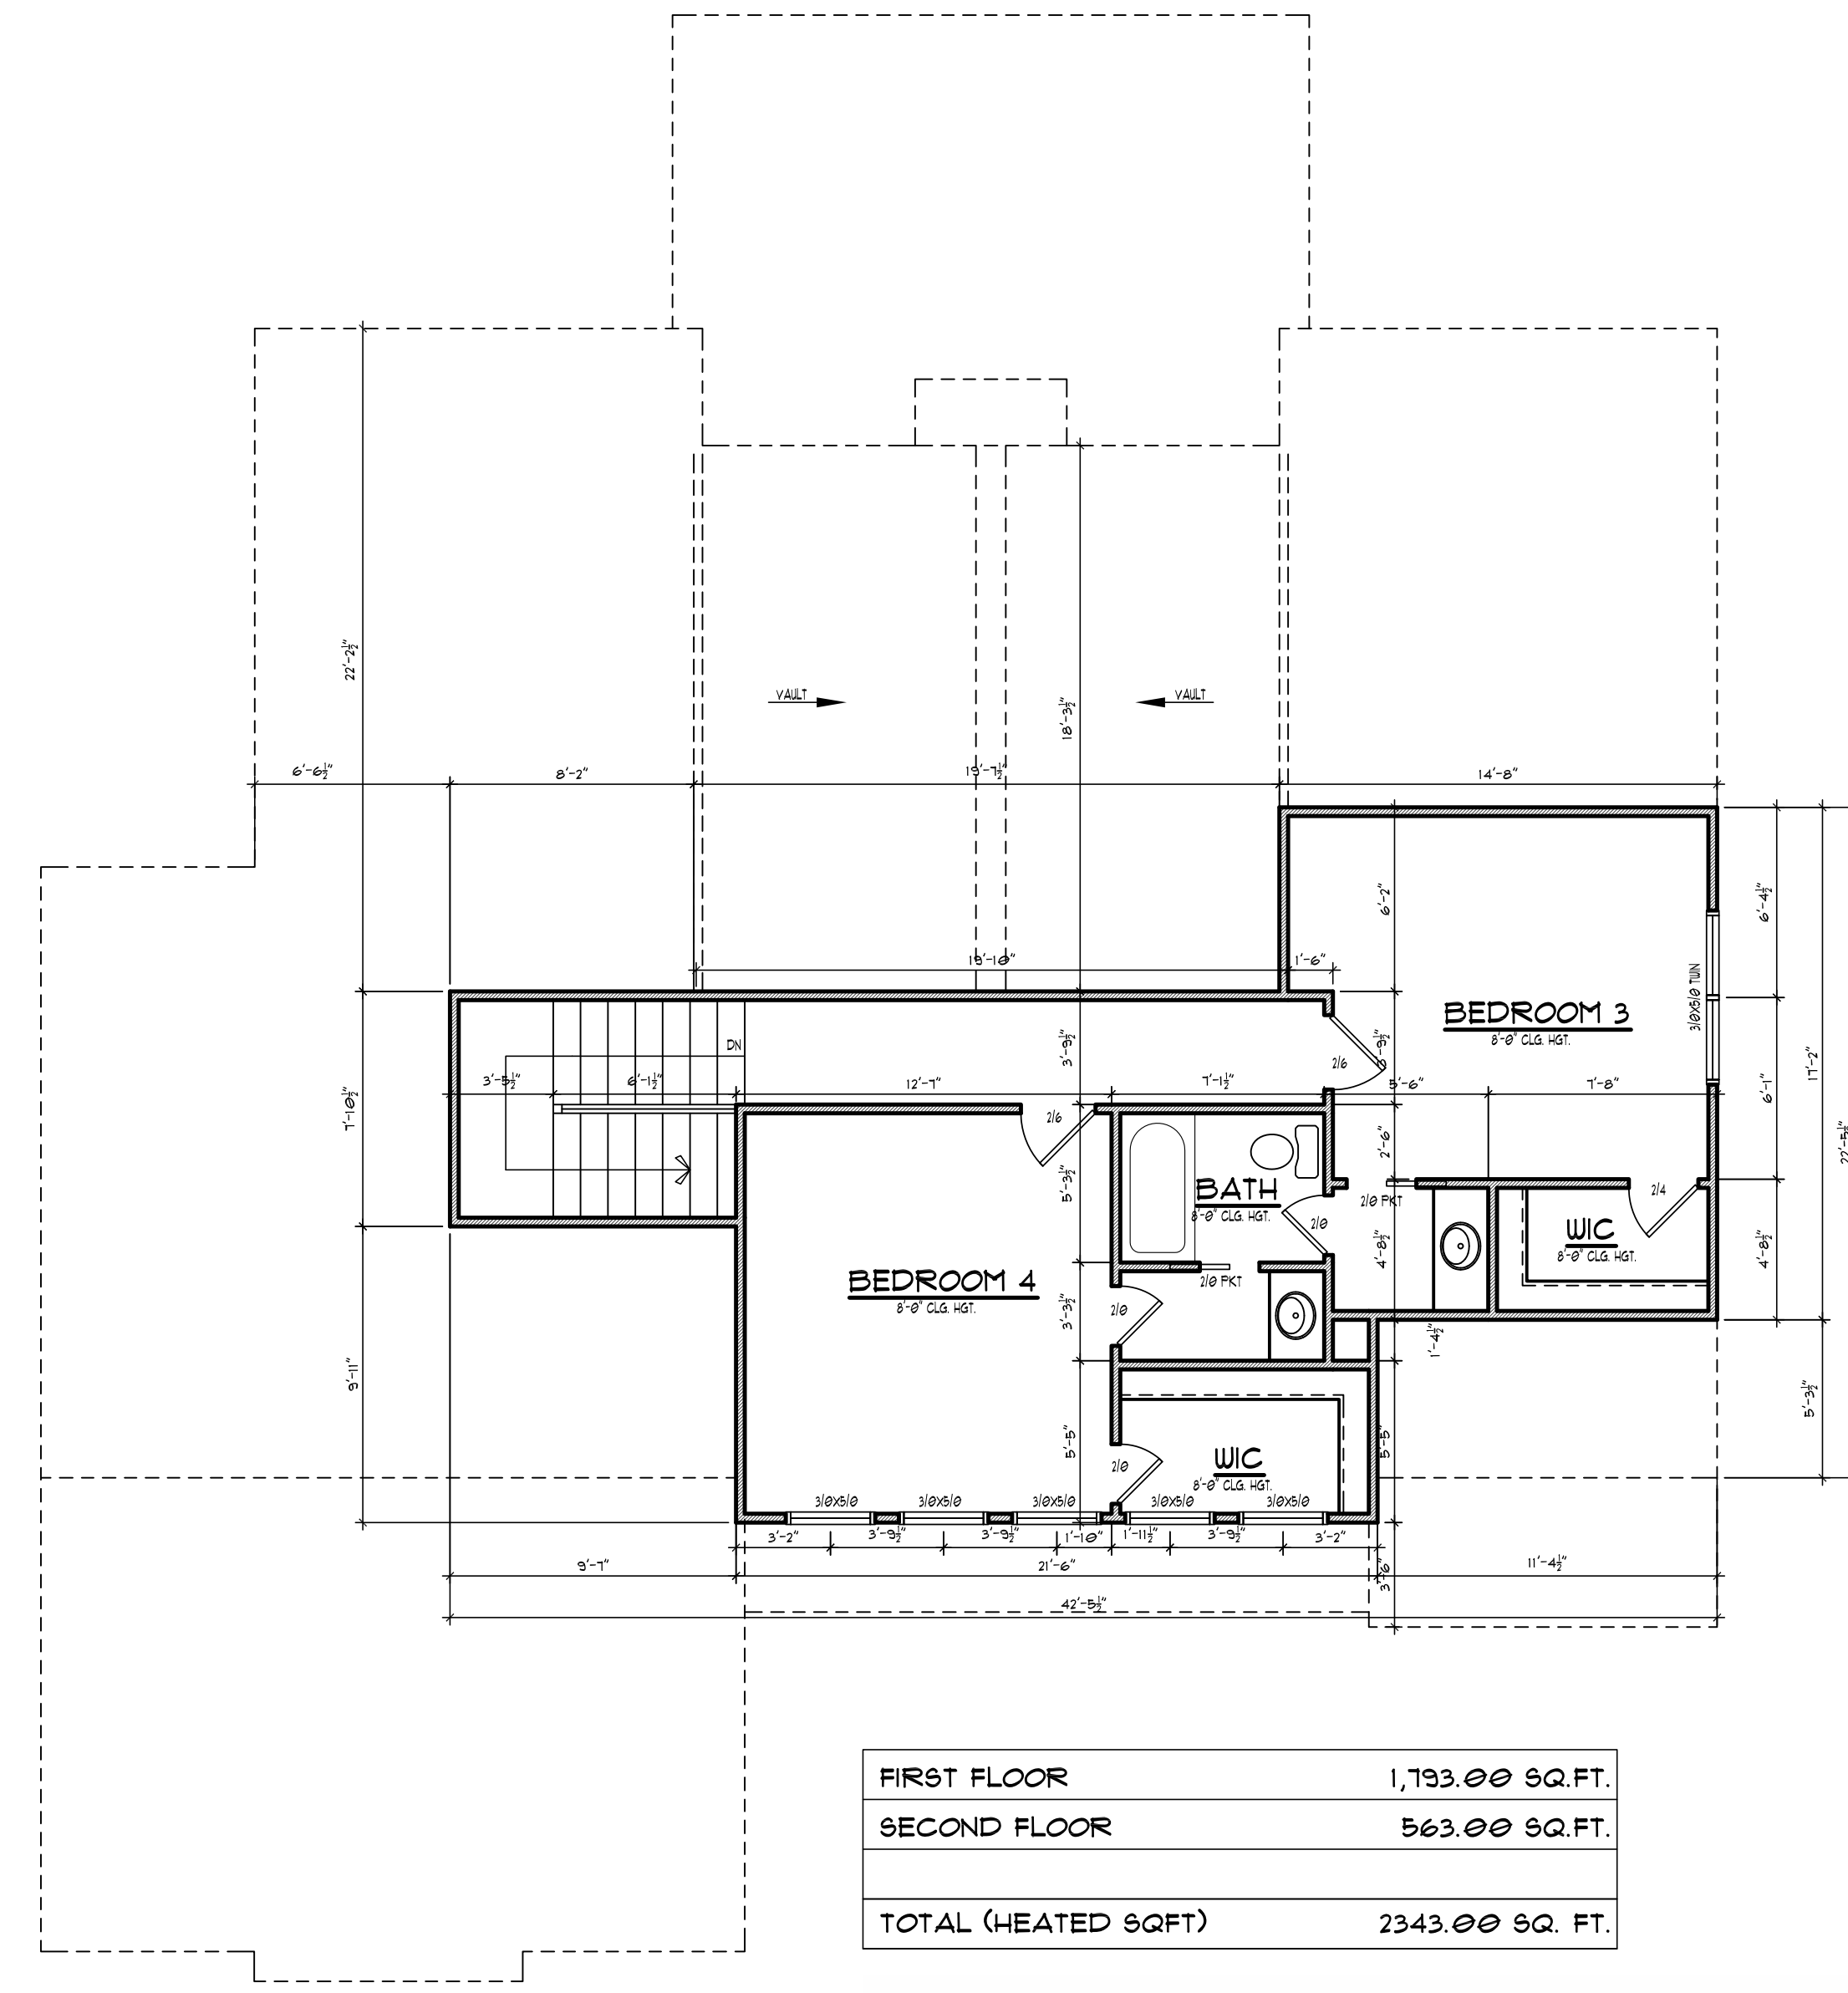 22'-2½"
VAULT
VAULT
18'-3½"
6'-6½"
8'-2"
19'-7½"
14'-8"
6'-2"
6'-4½"
19'-10"
1'-6"
3/0X5/0 TWIN
BEDROOM 3
8'-0" CLG. HGT.
17'-2"
DN
3'-9½"
2/6
3'-5½"
6'-1½"
12'-7"
7'-1½"
5'-6"
7'-8"
6'-1"
7'-10½"
2/6
2'-6"
22'-5½"
5'-3½"
BATH
8'-0" CLG. HGT.
2/0 PKT
2/4
2/0
WIC
8'-0" CLG. HGT.
4'-8½"
4'-8½"
BEDROOM 4
8'-0" CLG. HGT.
2/0 PKT
2/0
3'-3½"
1'-4½"
9'-11"
5'-3½"
5'-5"
WIC
8'-0" CLG. HGT.
2/0
5'-5"
3/0X5/0
3/0X5/0
3/0X5/0
3/0X5/0
3/0X5/0
3'-2"
3'-9½"
3'-9½"
1'-10"
1'-11½"
3'-9½"
3'-2"
9'-7"
21'-6"
3'-6"
11'-4½"
42'-5½"
FIRST FLOOR 1,793.00 SQ.FT.
SECOND FLOOR 563.00 SQ.FT.
TOTAL (HEATED SQFT) 2343.00 SQ. FT.